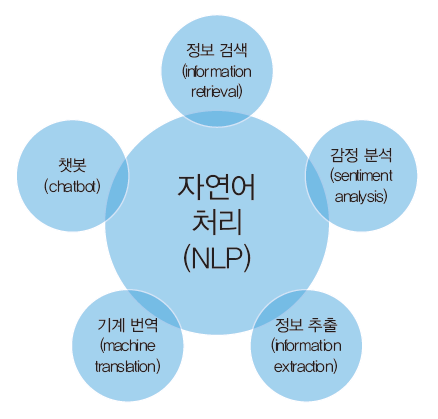 정보 검색
(information
retrieval)
챗봇
(chatbot)
감정 분석
(sentiment
analysis)
자연어
처리
(NLP)
기계 번역
(machine
translation)
정보 추출
(information
extraction)